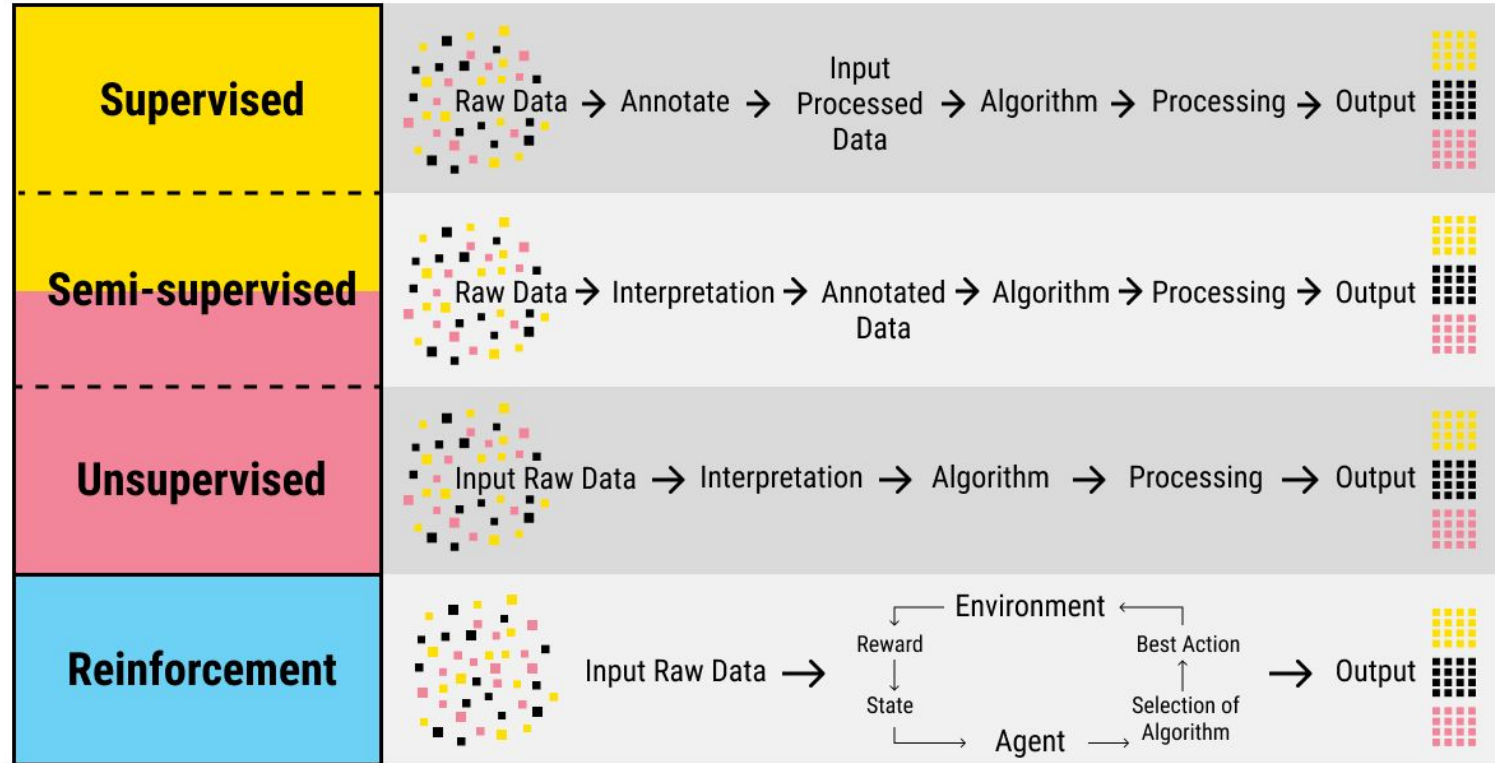 Supervised
Raw Data → Annotate → Input Processed Data → Algorithm → Processing → Output
Semi-supervised
Raw Data → Interpretation → Annotated Data → Algorithm → Processing → Output
Unsupervised
Input Raw Data → Interpretation → Algorithm → Processing → Output
Reinforcement
Input Raw Data →
Environment
Reward
State
Agent
Selection of
Algorithm
Best Action
→ Output